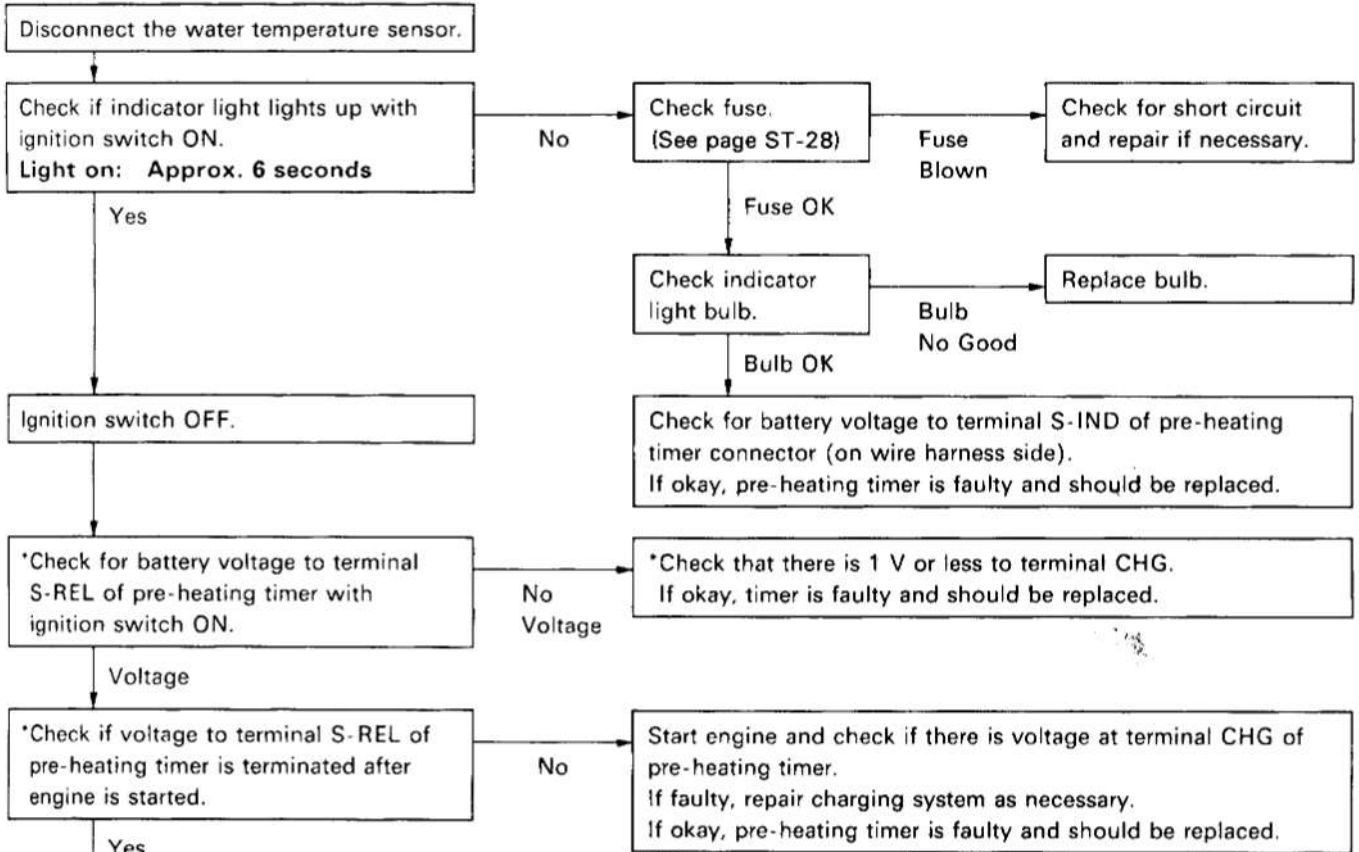 Disconnect the water temperature sensor.
Check if indicator light lights up with
ignition switch ON.
Light on: Approx. 6 seconds
No
Check fuse.
(See page ST-28)
Fuse
Blown
Check for short circuit
and repair if necessary.
Yes
Fuse OK
Check indicator
light bulb.
Bulb
No Good
Replace bulb.
Bulb OK
Ignition switch OFF.
Check for battery voltage to terminal S-IND of pre-heating
timer connector (on wire harness side).
If okay, pre-heating timer is faulty and should be replaced.
*Check for battery voltage to terminal
S-REL of pre-heating timer with
ignition switch ON.
No
Voltage
*Check that there is 1 V or less to terminal CHG.
If okay, timer is faulty and should be replaced.
Voltage
*Check if voltage to terminal S-REL of
pre-heating timer is terminated after
engine is started.
No
Start engine and check if there is voltage at terminal CHG of
pre-heating timer.
If faulty, repair charging system as necessary.
If okay, pre-heating timer is faulty and should be replaced.
Yes